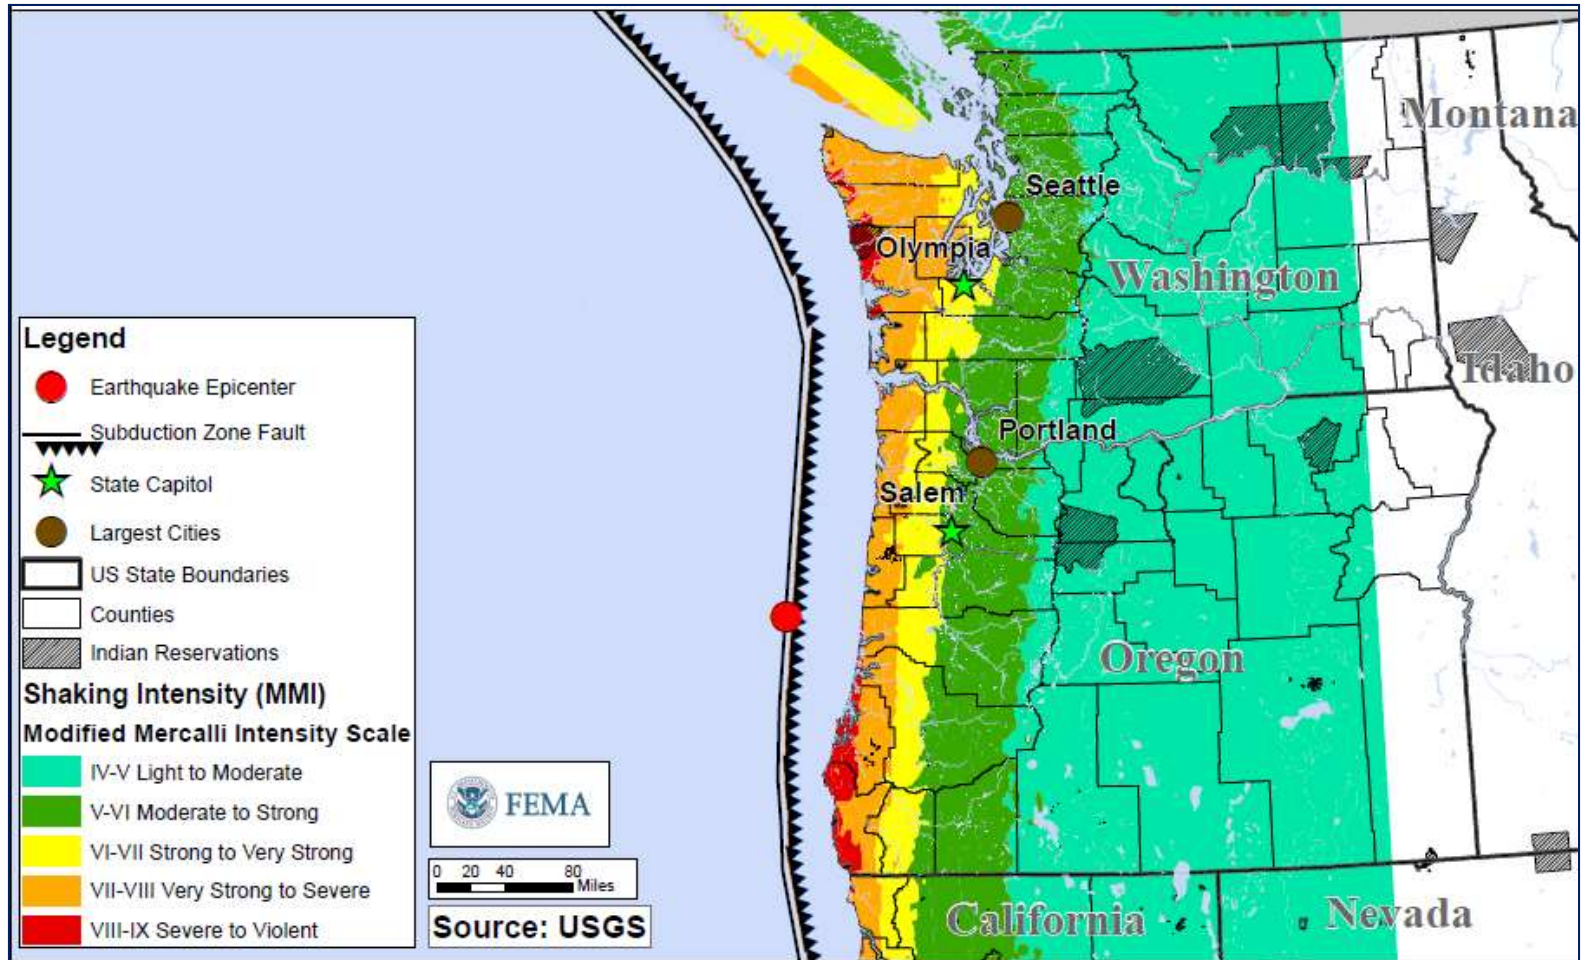 CANADA
Montana
Seattle
Olympia
Washington
Idaho
Portland
Salem
Oregon
California
Nevada
Legend
Earthquake Epicenter
Subduction Zone Fault
State Capitol
Largest Cities
US State Boundaries
Counties
Indian Reservations
Shaking Intensity (MMI)
Modified Mercalli Intensity Scale
IV-V Light to Moderate
V-VI Moderate to Strong
VI-VII Strong to Very Strong
VII-VIII Very Strong to Severe
VIII-IX Severe to Violent
FEMA
0 20 40 80
Miles
Source: USGS